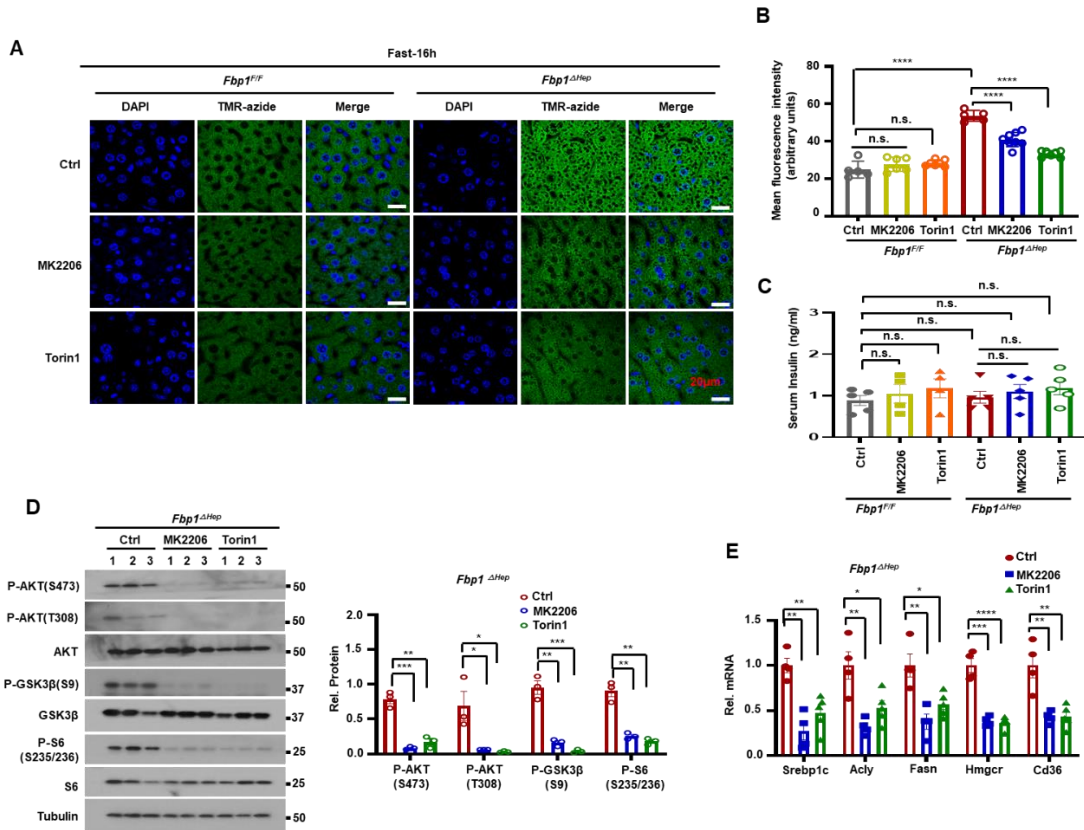 A
Fast-16h
Fbp1F/F
Fbp1ΔHep
DAPI
TMR-azide
Merge
DAPI
TMR-azide
Merge
Ctrl
MK2206
Torin1
20μm
B
Mean fluorescence intensity
(arbitrary units)
80
60
40
20
0
****
****
****
n.s.
n.s.
Ctrl MK2206 Torin1 Ctrl MK2206 Torin1
Fbp1F/F
Fbp1ΔHep
C
Serum Insulin (ng/ml)
3
2
1
0
n.s.
n.s.
n.s.
n.s.
n.s.
n.s.
n.s.
Ctrl
MK2206
Torin1
Ctrl
MK2206
Torin1
Fbp1F/F
Fbp1ΔHep
D
Fbp1ΔHep
Ctrl MK2206 Torin1
1 2 3 1 2 3 1 2 3
P-AKT(S473)
50
P-AKT(T308)
50
AKT
50
P-GSK3β(S9)
37
GSK3β
37
P-S6
(S235/236)
25
S6
25
Tubulin
50
Fbp1 ΔHep
Ctrl
MK2206
Torin1
Rel. Protein
2.0
1.5
1.0
0.5
0.0
**
***
*
*
***
**
**
**
P-AKT
(S473)
P-AKT
(T308)
P-GSK3β
(S9)
P-S6
(S235/236)
E
Fbp1ΔHep
Ctrl
MK2206
Torin1
Rel. mRNA
1.5
1.0
0.5
0.0
**
**
*
**
*
**
****
***
**
**
Srebp1c
Acly
Fasn
Hmgcr
Cd36